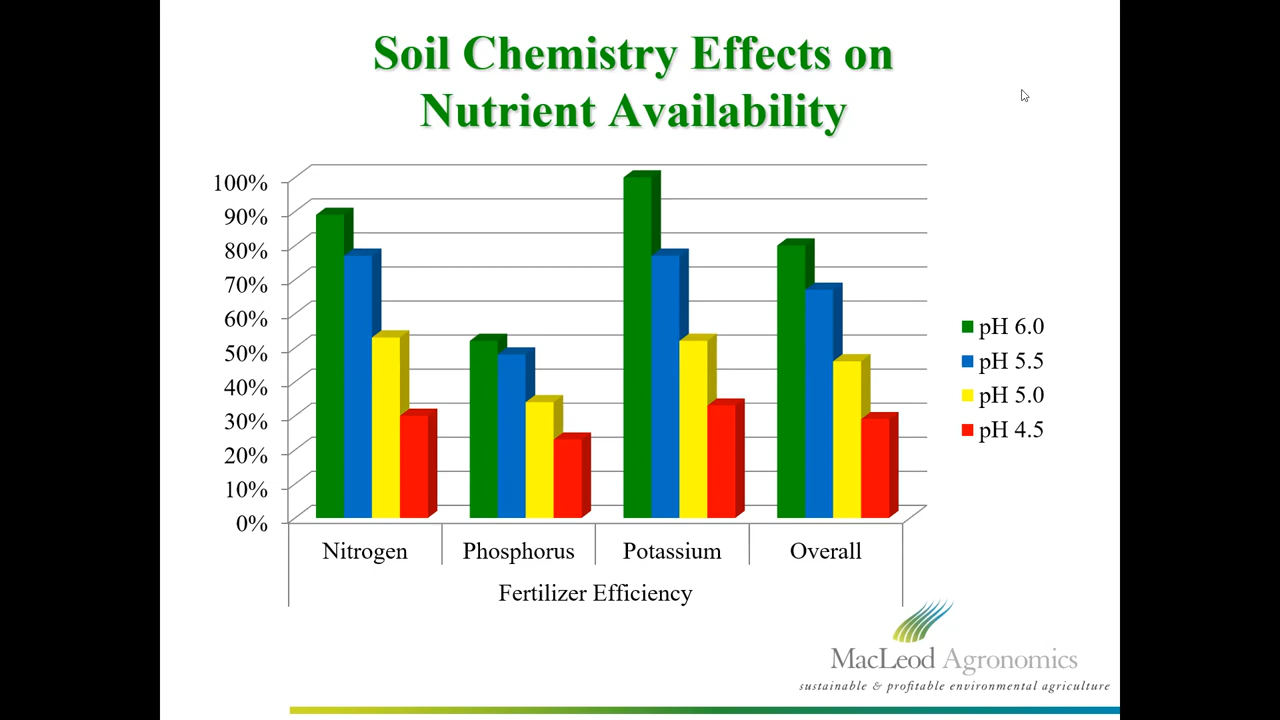 Soil Chemistry Effects on
Nutrient Availability
100%
90%
80%
70%
60%
50%
40%
30%
20%
10%
0%
Nitrogen
Phosphorus
Potassium
Overall
Fertilizer Efficiency
pH 6.0
pH 5.5
pH 5.0
pH 4.5
MacLeod Agronomics
sustainable & profitable environmental agriculture